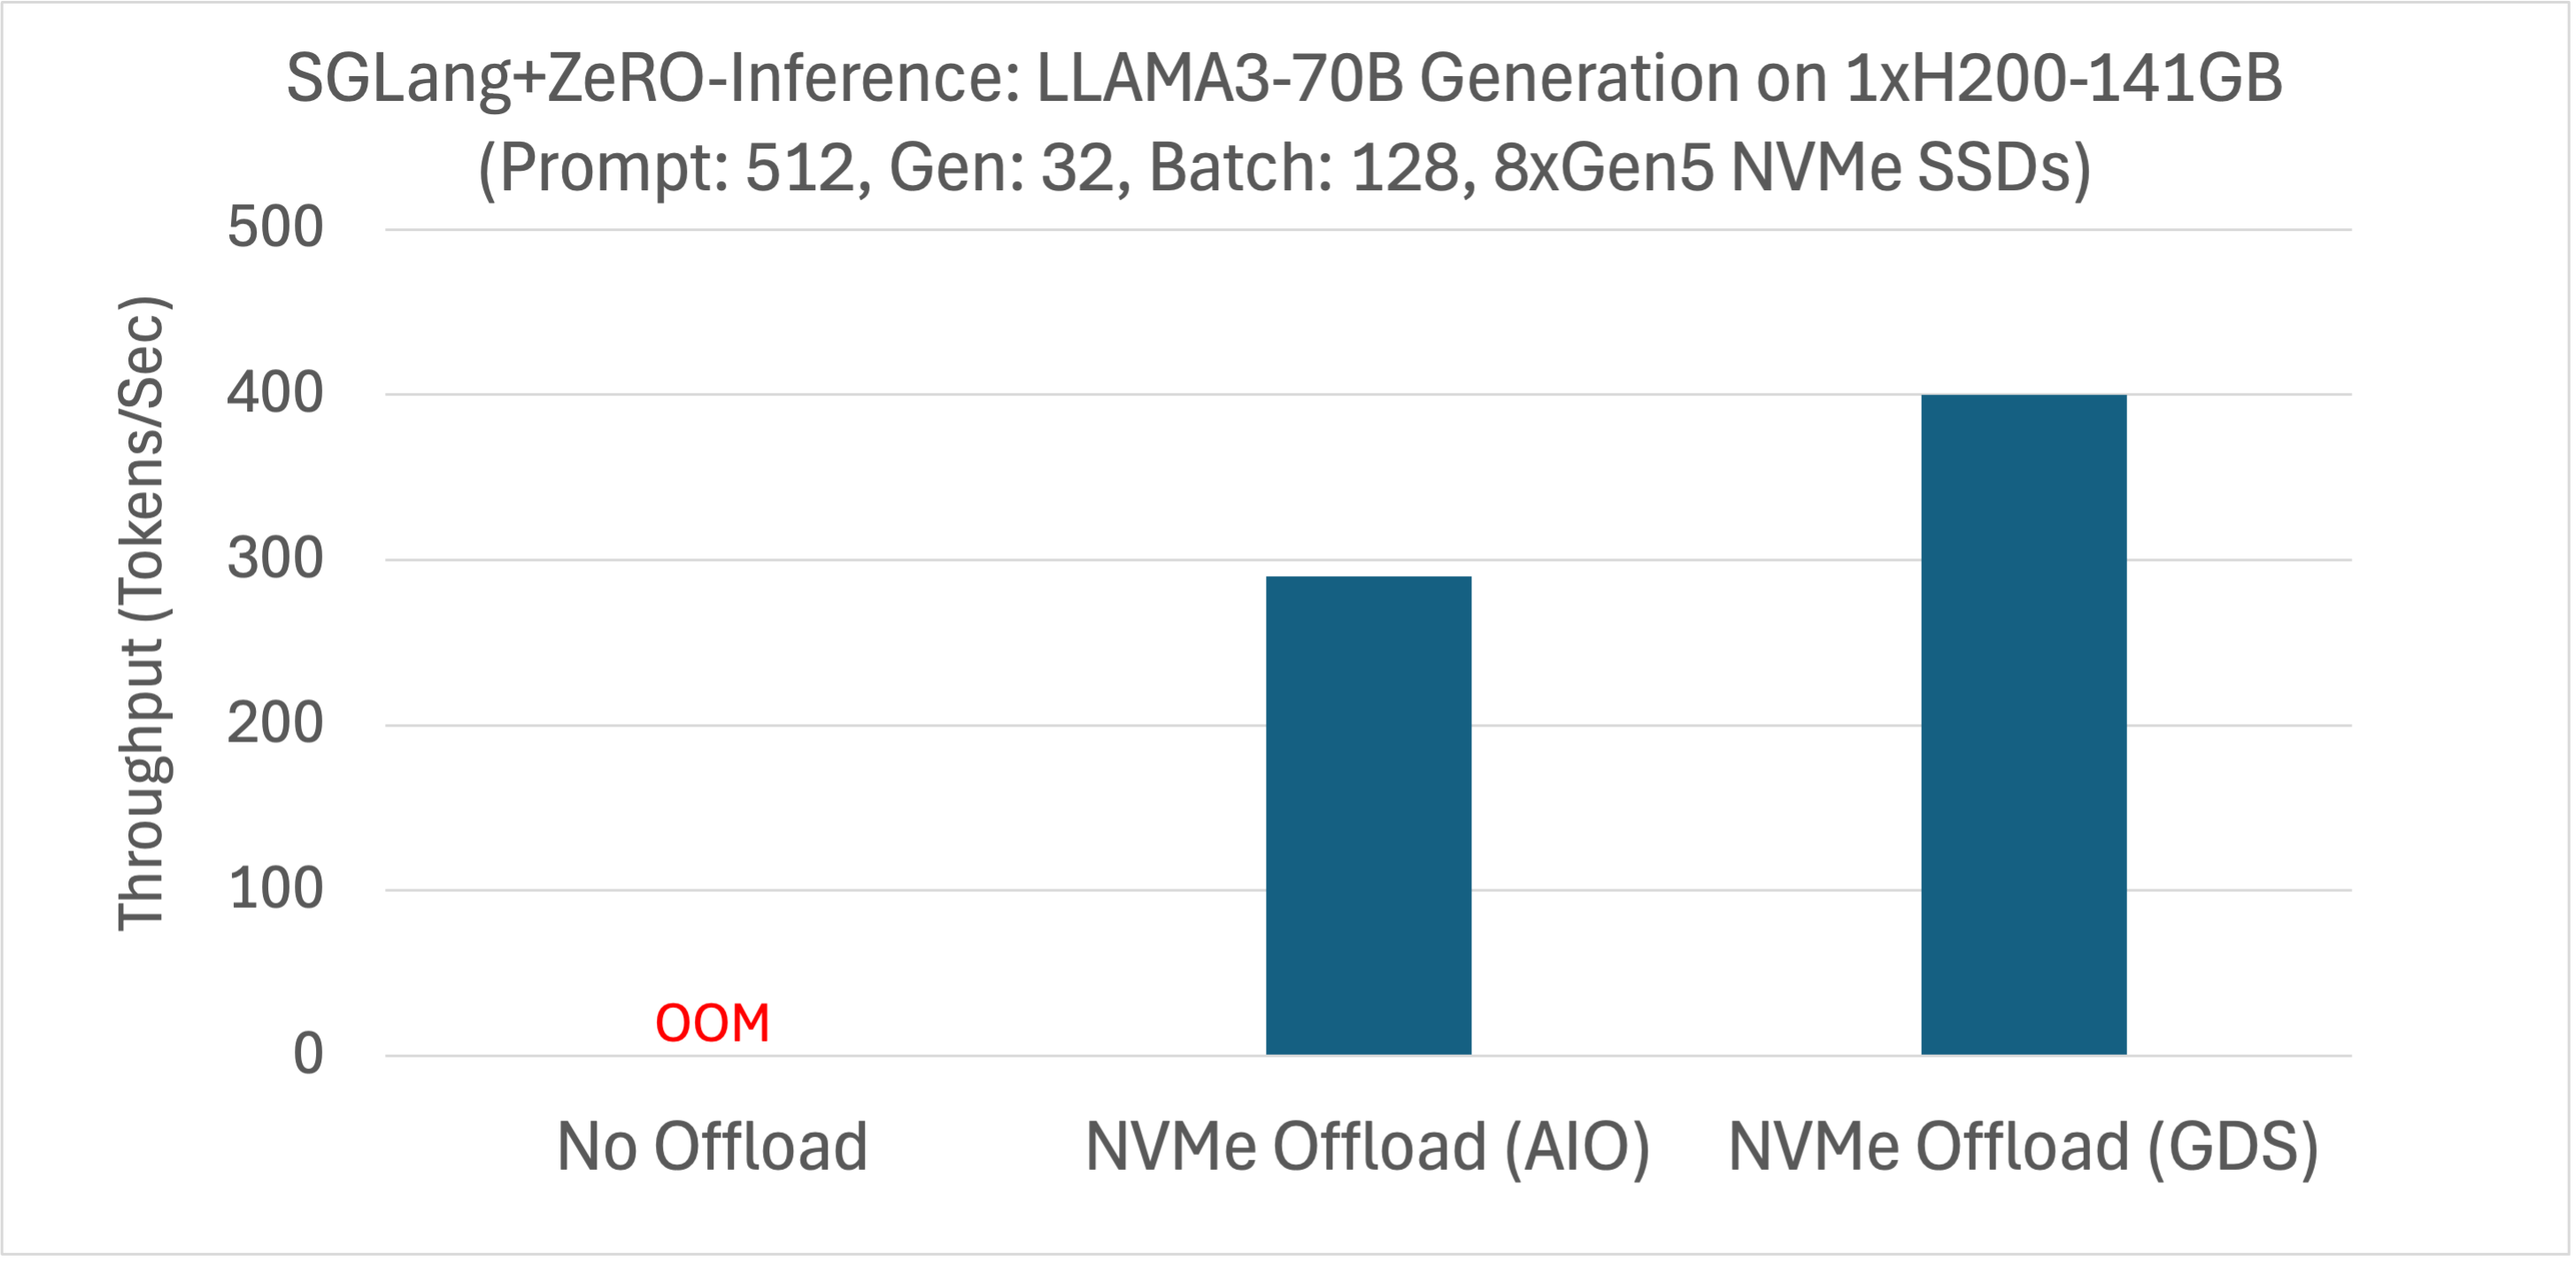 SGLang+ZeRO-Inference: LLAMA3-70B Generation on 1xH200-141GB
(Prompt: 512, Gen: 32, Batch: 128, 8xGen5 NVMe SSDs)
Throughput (Tokens/Sec)
500
400
300
200
100
0
OOM
No Offload
NVMe Offload (AIO)
NVMe Offload (GDS)